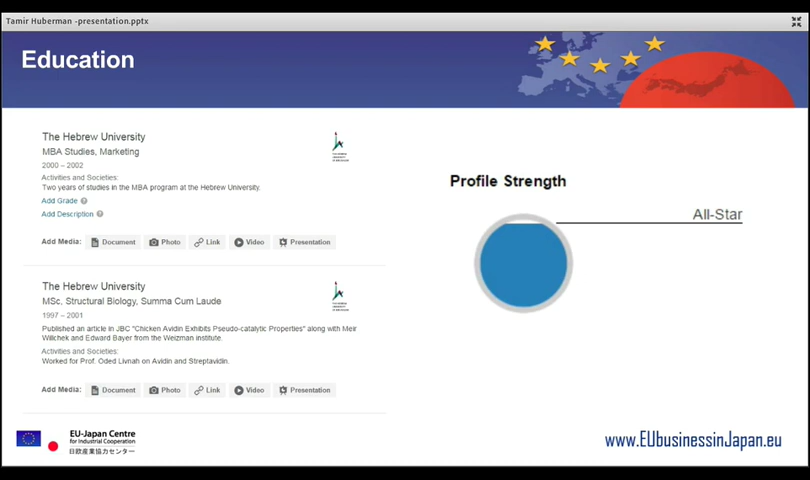 Tamir Huberman -presentation.pptx
Education
The Hebrew University
MBA Studies, Marketing
2000 – 2002
Activities and Societies:
Two years of studies in the MBA program at the Hebrew University.
Add Grade ?
Add Description ?
Add Media: Document Photo Link Video Presentation
The Hebrew University
MSc. Structural Biology, Summa Cum Laude
1997 – 2001
Published an article in JBC "Chicken Avidin Exhibits Pseudo-catalytic Properties" along with Meir
Wilchek and Edward Bayer from the Weizman institute.
Activities and Societies:
Worked for Prof. Oded Livnah on Avidin and Streptavidin.
Add Media: Document Photo Link Video Presentation
Profile Strength
All-Star
EU-Japan Centre
for Industrial Cooperation
日欧産業協力センター
www.EUbusinessinJapan.eu